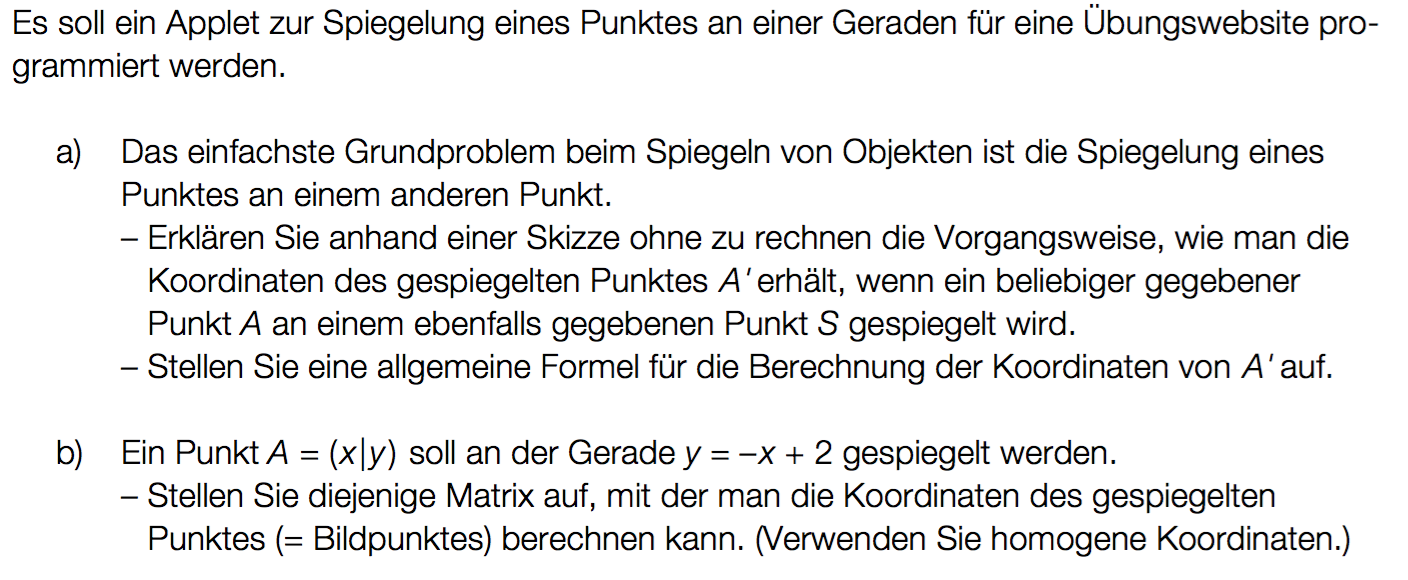 Es soll ein Applet zur Spiegelung eines Punktes an einer Geraden für eine Übungswebsite pro-
grammiert werden.
a) Das einfachste Grundproblem beim Spiegeln von Objekten ist die Spiegelung eines
Punktes an einem anderen Punkt.
– Erklären Sie anhand einer Skizze ohne zu rechnen die Vorgangsweise, wie man die
Koordinaten des gespiegelten Punktes A' erhält, wenn ein beliebiger gegebener
Punkt A an einem ebenfalls gegebenen Punkt S gespiegelt wird.
– Stellen Sie eine allgemeine Formel für die Berechnung der Koordinaten von A' auf.
b) Ein Punkt A = (x|y) soll an der Gerade y = –x + 2 gespiegelt werden.
– Stellen Sie diejenige Matrix auf, mit der man die Koordinaten des gespiegelten
Punktes (= Bildpunktes) berechnen kann. (Verwenden Sie homogene Koordinaten.)